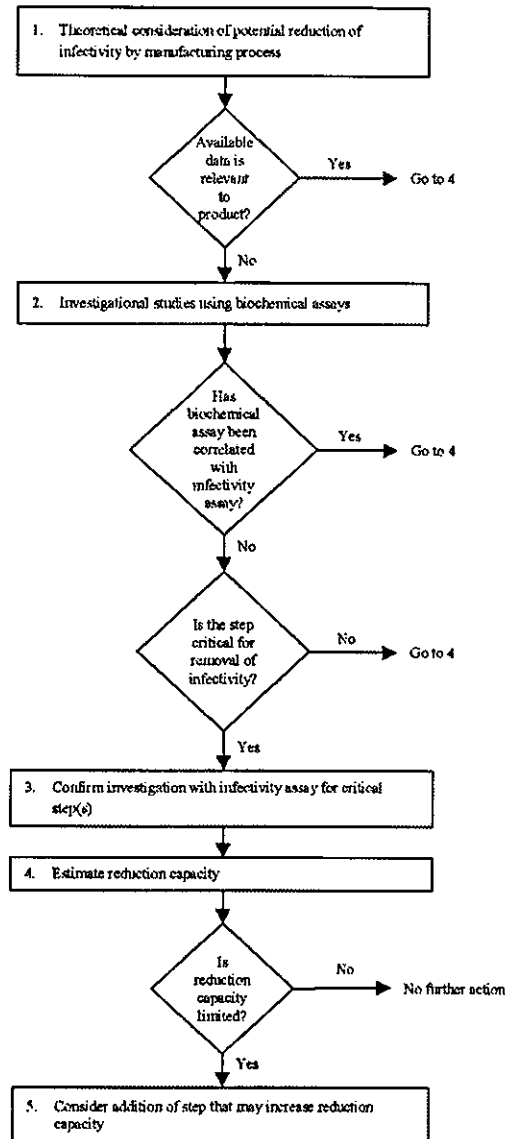 1. Theoretical consideration of potential reduction of
infectivity by manufacturing process
Available
data is
relevant
to
product?
Yes
Go to 4
No
2. Investigational studies using biochemical assays
Has
biochemical
assay been
correlated
with
infectivity
assay?
Yes
Go to 4
No
Is the step
critical for
removal of
infectivity?
No
Go to 4
Yes
3. Confirm investigation with infectivity assay for critical
step(s)
4. Estimate reduction capacity
Is
reduction
capacity
limited?
No
No further action
Yes
5. Consider addition of step that may increase reduction
capacity